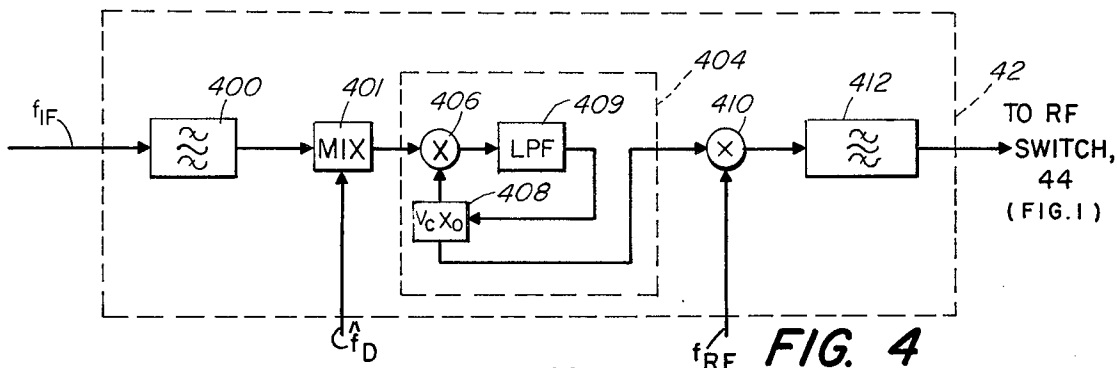 400
401
406
409
404
410
412
42
f_IF
MIX
X
LPF
X
TO RF
SWITCH,
44
(FIG. 1)
408
V_C X_O
C f̂_D
f_RF
FIG. 4